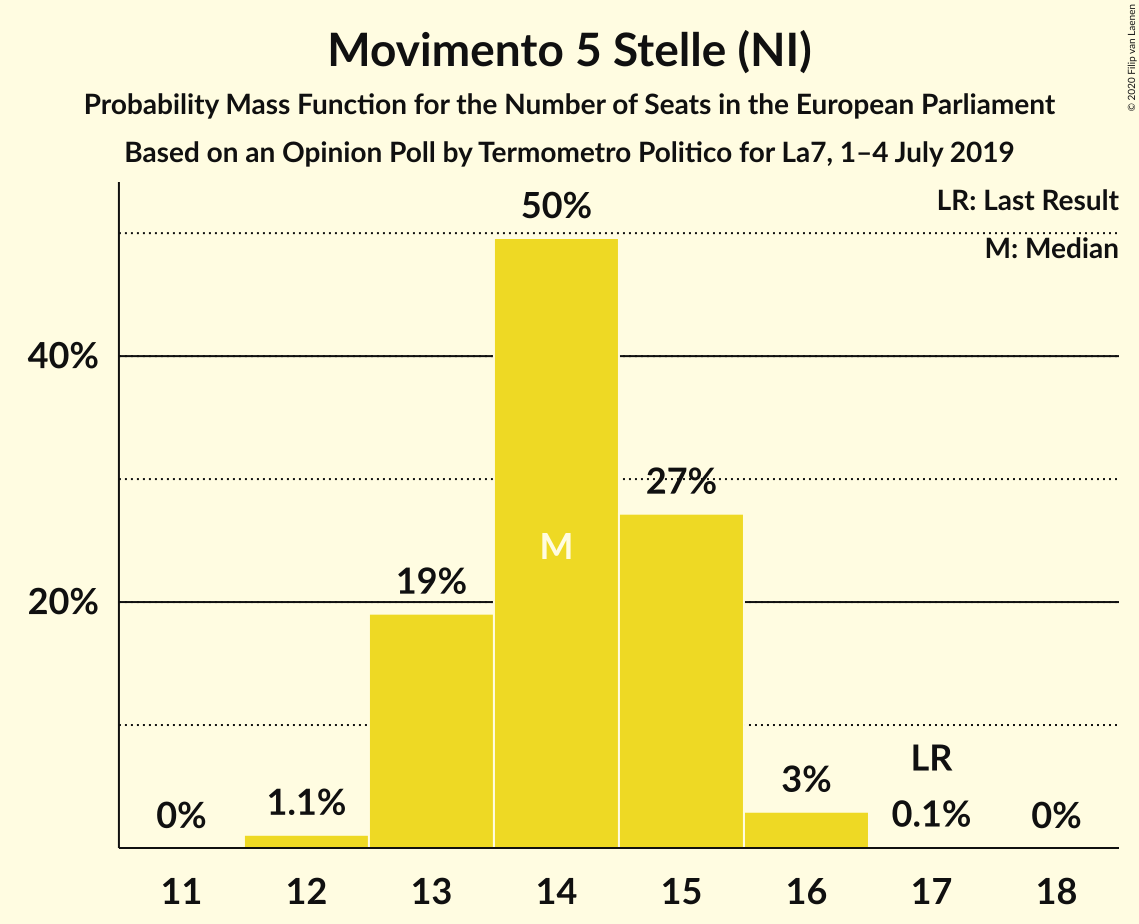 Movimento 5 Stelle (NI)
Probability Mass Function for the Number of Seats in the European Parliament
Based on an Opinion Poll by Termometro Politico for La7, 1–4 July 2019
© 2020 Filip van Laenen
LR: Last Result
M: Median
50%
40%
27%
M
19%
20%
LR
3%
1.1%
0%
0.1%
0%
11 12 13 14 15 16 17 18